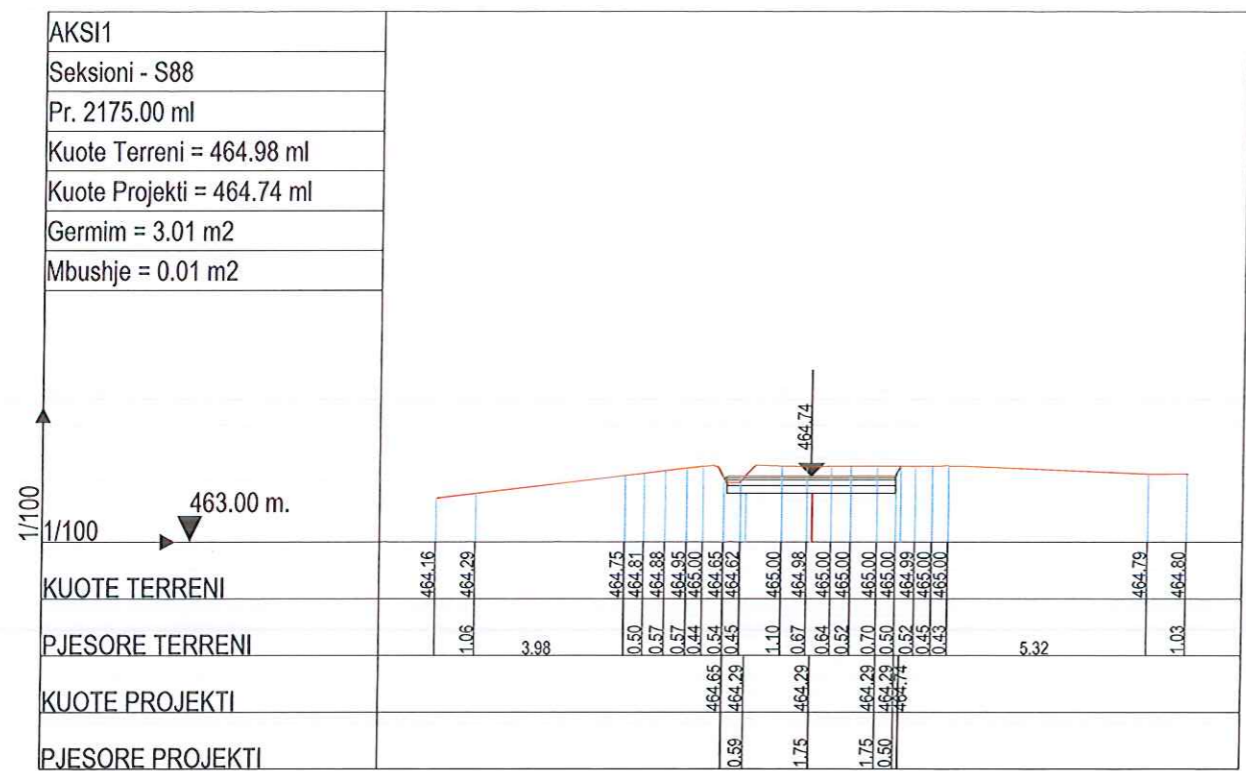 AKSI1
Seksioni - S88
Pr. 2175.00 ml
Kuote Terreni = 464.98 ml
Kuote Projekti = 464.74 ml
Germim = 3.01 m2
Mbushje = 0.01 m2
464.74
463.00 m.
1/100
1/100
KUOTE TERRENI 464.16 464.29 464.75 464.81 464.88 464.95 465.00 464.65 464.62 465.00 464.98 465.00 465.00 465.00 465.00 464.99 465.00 465.00 464.79 464.80
PJESORE TERRENI 1.06 3.98 0.50 0.57 0.57 0.44 0.54 0.45 1.10 0.67 0.64 0.52 0.70 0.50 0.52 0.45 0.43 5.32 1.03
KUOTE PROJEKTI 464.65 464.29 464.29 464.29 464.29 464.74
PJESORE PROJEKTI 0.59 1.75 1.75 0.50